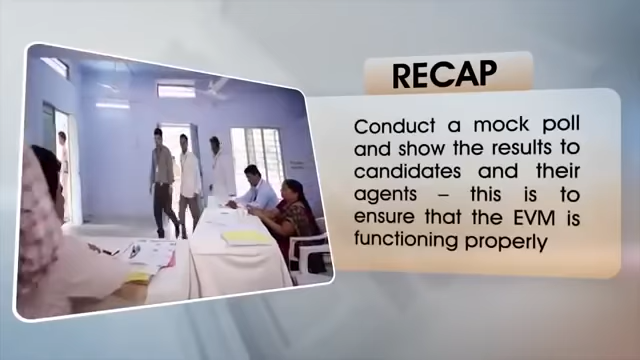 RECAP
Conduct a mock poll
and show the results to
candidates and their
agents – this is to
ensure that the EVM is
functioning properly